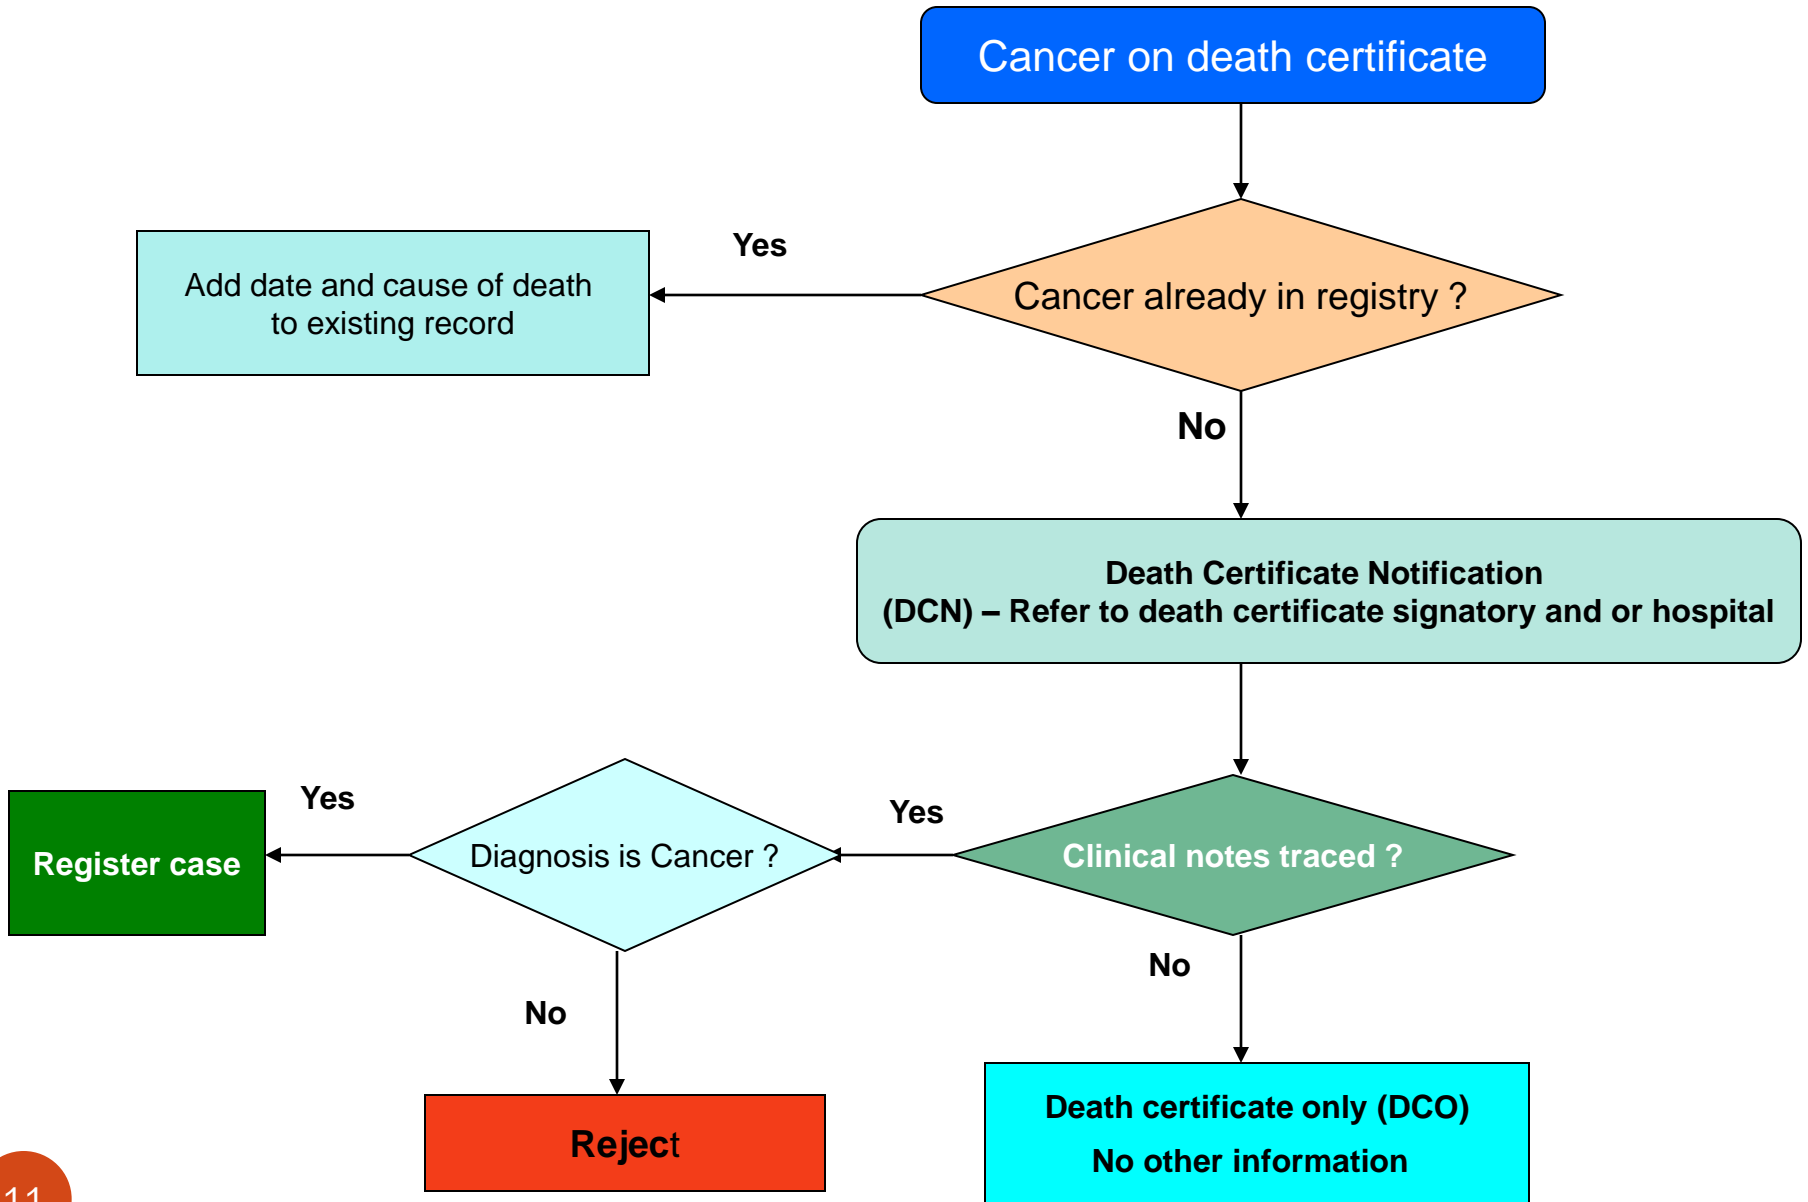 Cancer on death certificate
Yes
Add date and cause of death
to existing record
Cancer already in registry ?
No
Death Certificate Notification
(DCN) – Refer to death certificate signatory and or hospital
Yes
Yes
Register case
Diagnosis is Cancer ?
Clinical notes traced ?
No
No
Death certificate only (DCO)
Reject
No other information
11